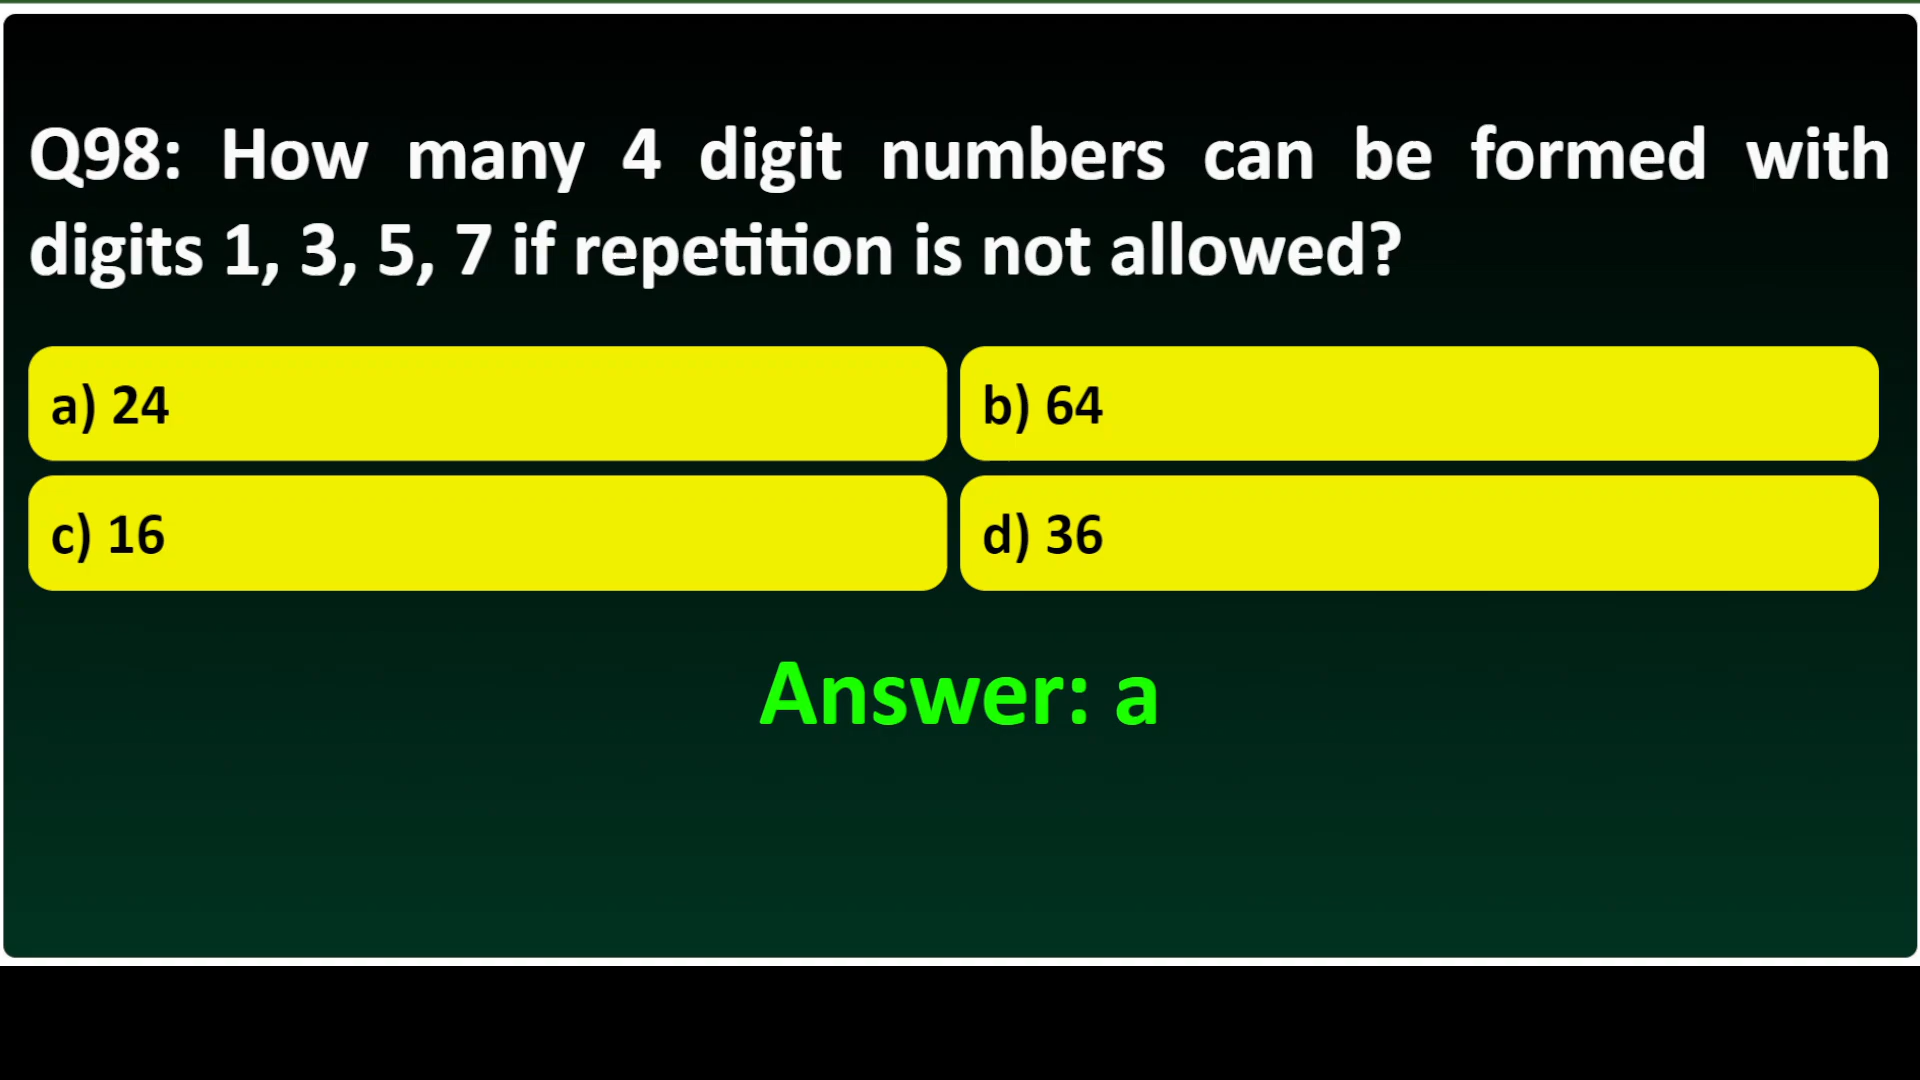 Q98: How many 4 digit numbers can be formed with
digits 1, 3, 5, 7 if repetition is not allowed?
a) 24
b) 64
c) 16
d) 36
Answer: a